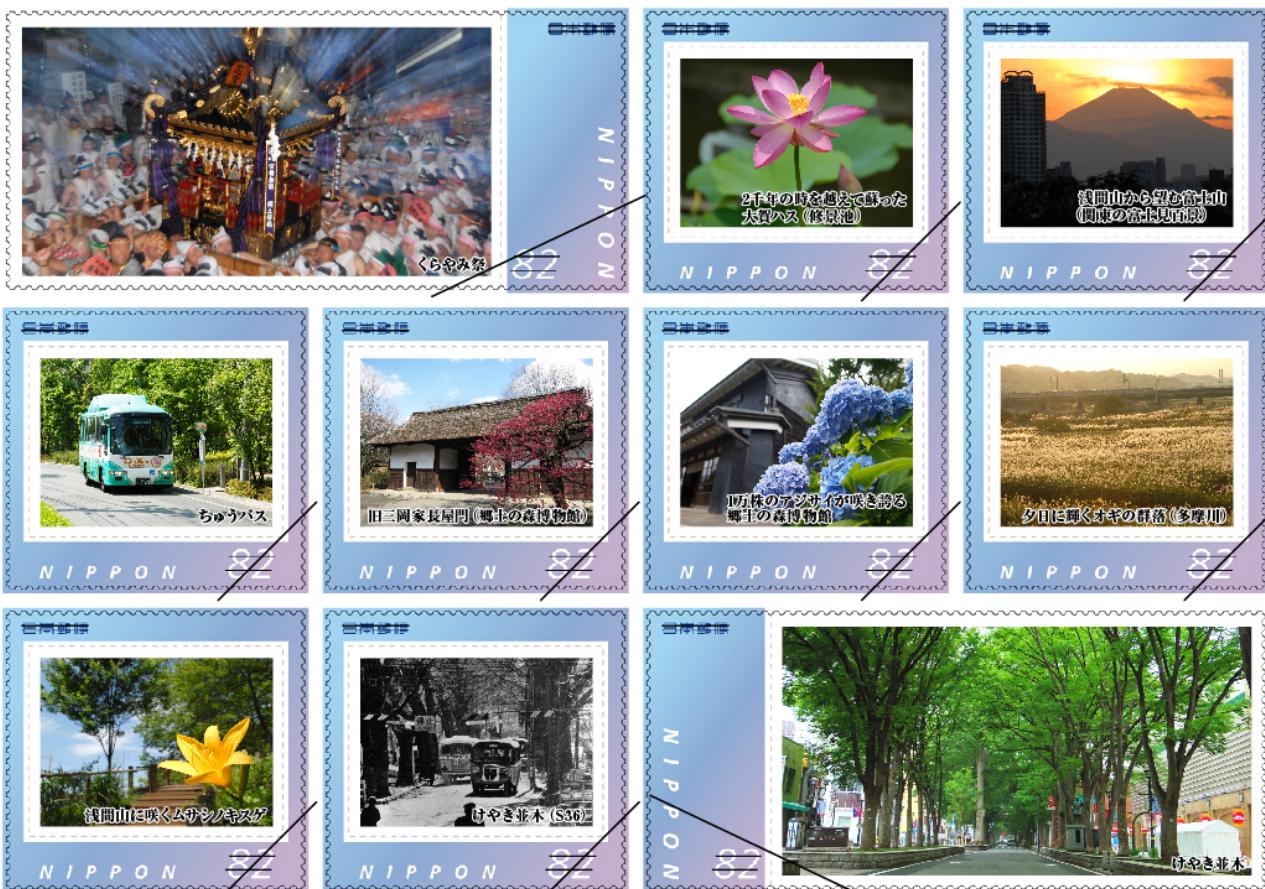 日本郵便
NIPPON
くらやみ祭
82
日本郵便
2千年の時を越えて蘇った
大賀ハス（修景池）
NIPPON
82
日本郵便
浅間山から望む富士山
（関東の富士見百景）
NIPPON
82
日本郵便
ちゅうバス
NIPPON
82
日本郵便
旧三岡家長屋門（郷土の森博物館）
NIPPON
82
日本郵便
1万株のアジサイが咲き誇る
郷土の森博物館
NIPPON
82
日本郵便
夕日に輝くオギの群落（多摩川）
NIPPON
82
日本郵便
浅間山に咲くムサシノキスゲ
NIPPON
82
日本郵便
けやき並木（S36）
NIPPON
82
日本郵便
NIPPON
82
けやき並木